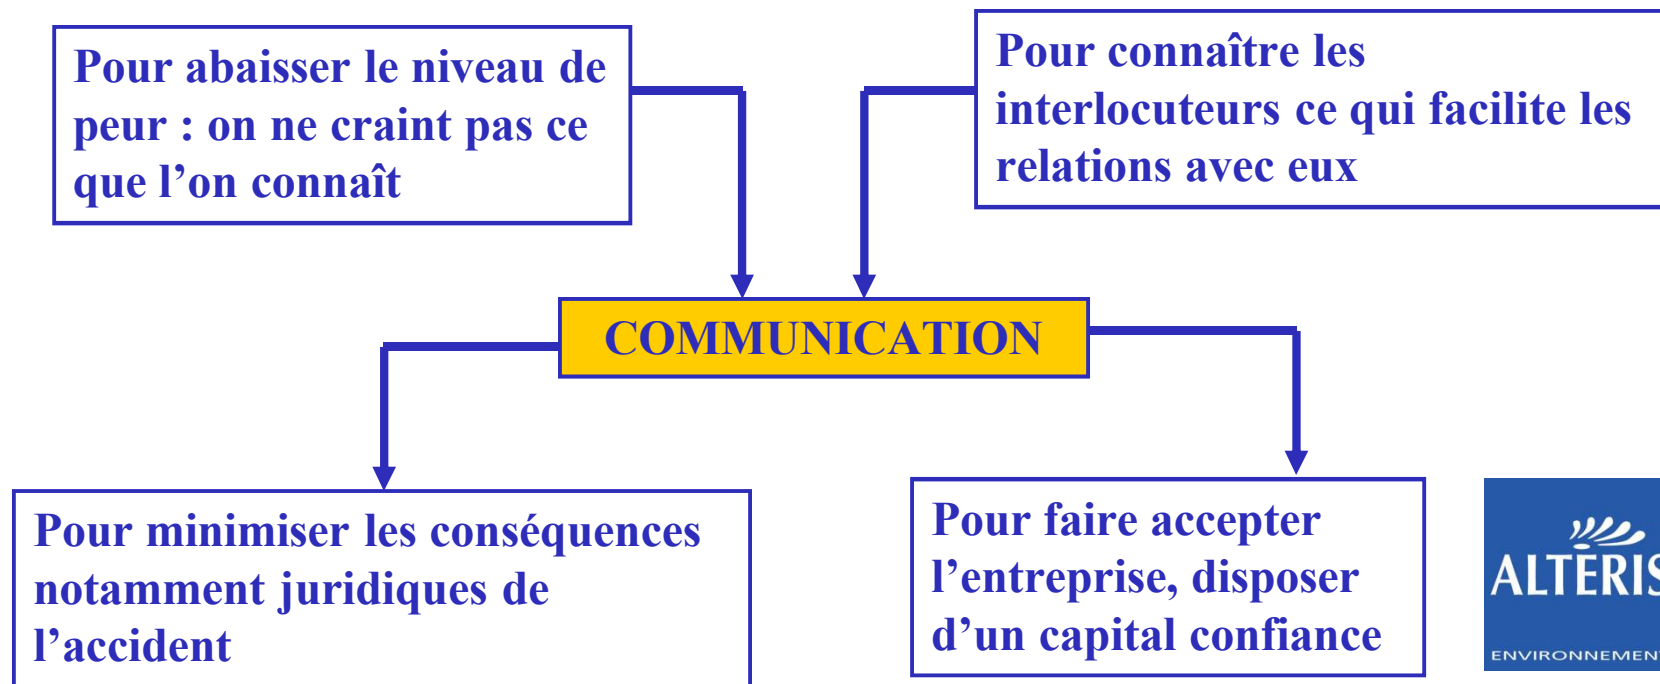 Pour abaisser le niveau de
peur : on ne craint pas ce
que l’on connaît
Pour connaître les
interlocuteurs ce qui facilite les
relations avec eux
COMMUNICATION
Pour minimiser les conséquences
notamment juridiques de
l’accident
Pour faire accepter
l’entreprise, disposer
d’un capital confiance
ALTERIS
ENVIRONNEMENT